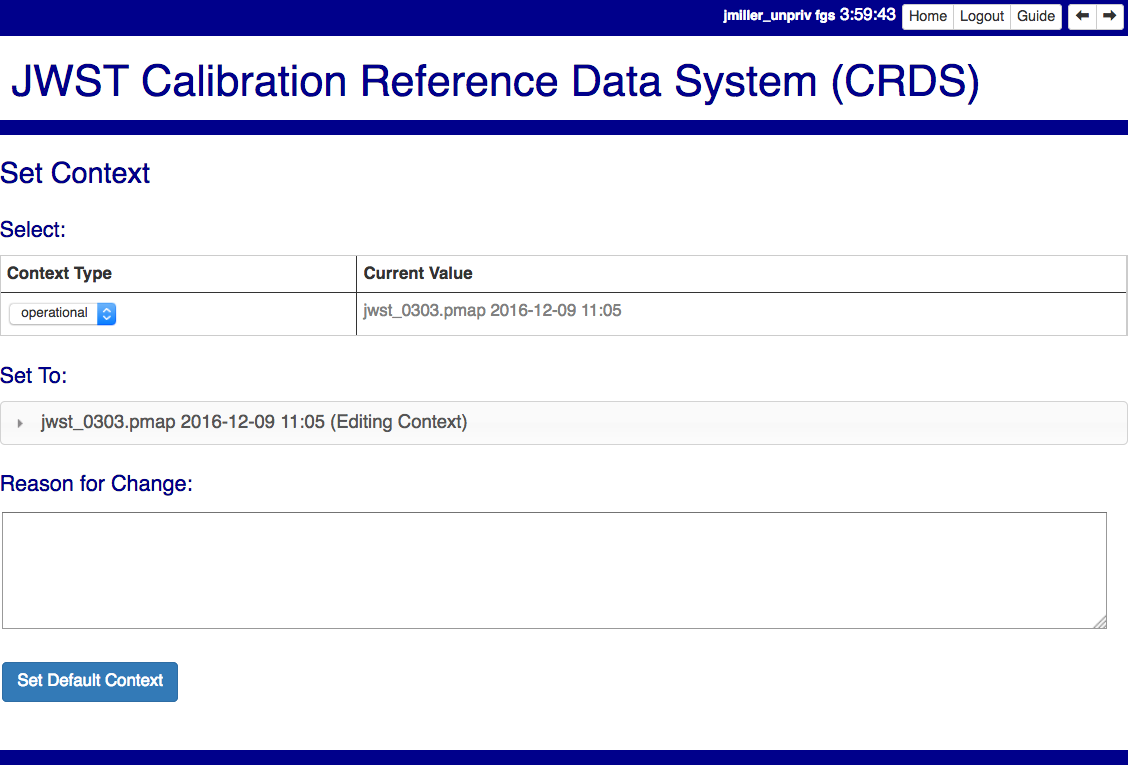 jmiller_unpriv fgs 3:59:43 Home Logout Guide
JWST Calibration Reference Data System (CRDS)
Set Context
Select:
Context Type Current Value
operational jwst_0303.pmap 2016-12-09 11:05
Set To:
jwst_0303.pmap 2016-12-09 11:05 (Editing Context)
Reason for Change:
Set Default Context